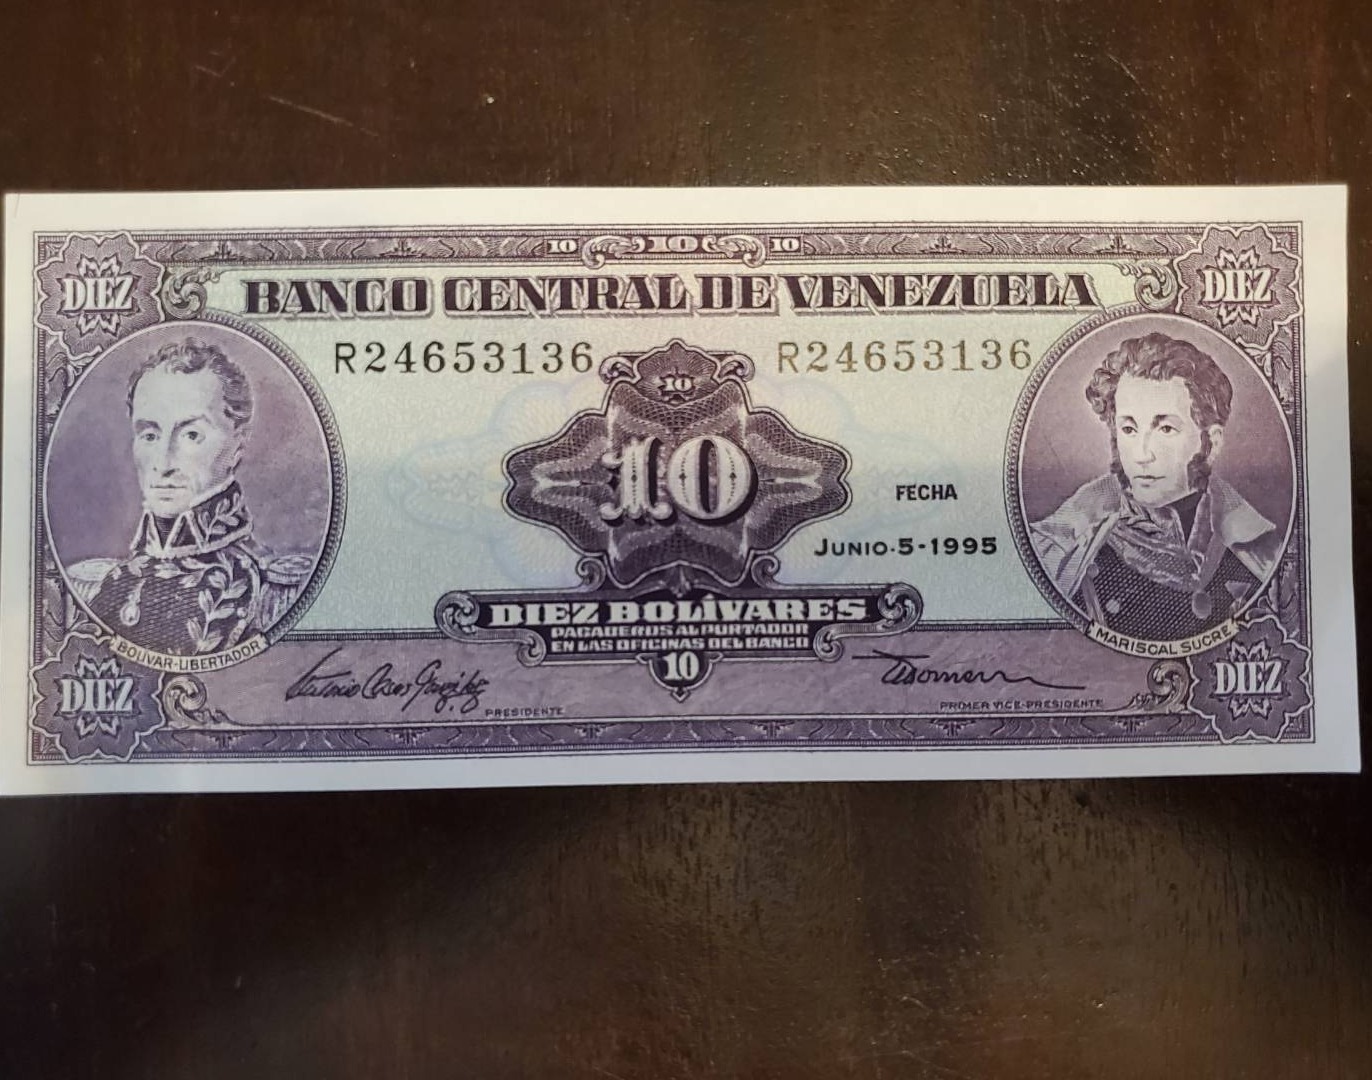 10 10 10
DIEZ DIEZ
BANCO CENTRAL DE VENEZUELA
R24653136 R24653136
10
10
FECHA
JUNIO-5-1995
DIEZ BOLÍVARES
PAGADEROS AL PORTADOR
EN LAS OFICINAS DEL BANCO
BOLIVAR-LIBERTADOR
MARISCAL SUCRE
10
DIEZ DIEZ
PRESIDENTE
PRIMER VICE-PRESIDENTE